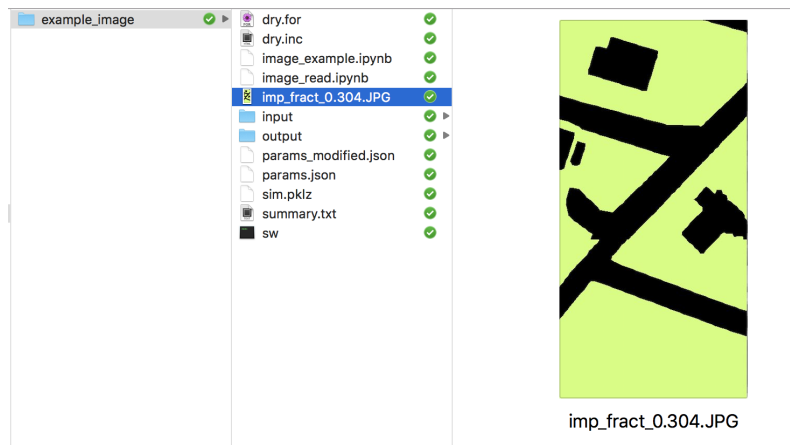 example_image
dry.for
dry.inc
image_example.ipynb
image_read.ipynb
imp_fract_0.304.JPG
input
output
params_modified.json
params.json
sim.pklz
summary.txt
sw
imp_fract_0.304.JPG